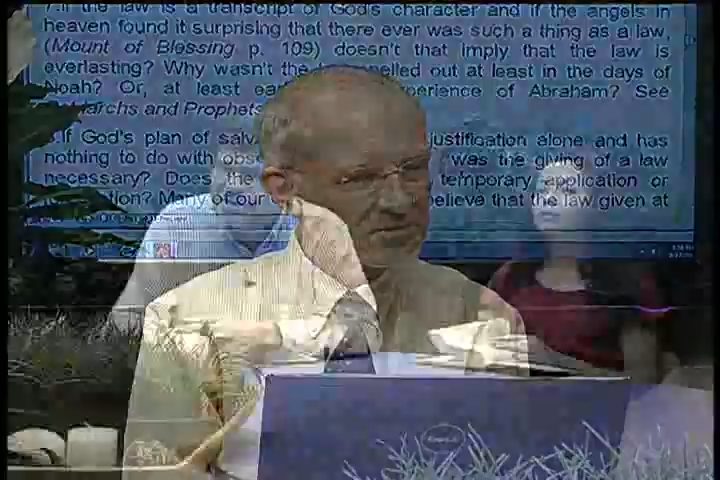 7.If the law is a transcript of God's character and if the angels in
heaven found it surprising that there ever was such a thing as a law,
(Mount of Blessing p. 109) doesn't that imply that the law is
everlasting? Why wasn't the spelled out at least in the days of
Noah? Or, at least experience of Abraham? See
and Prophets
If God's plan of justification alone and has
nothing to do with was the giving of a law
necessary? Does the temporary application or
Many of our believe that the law given at